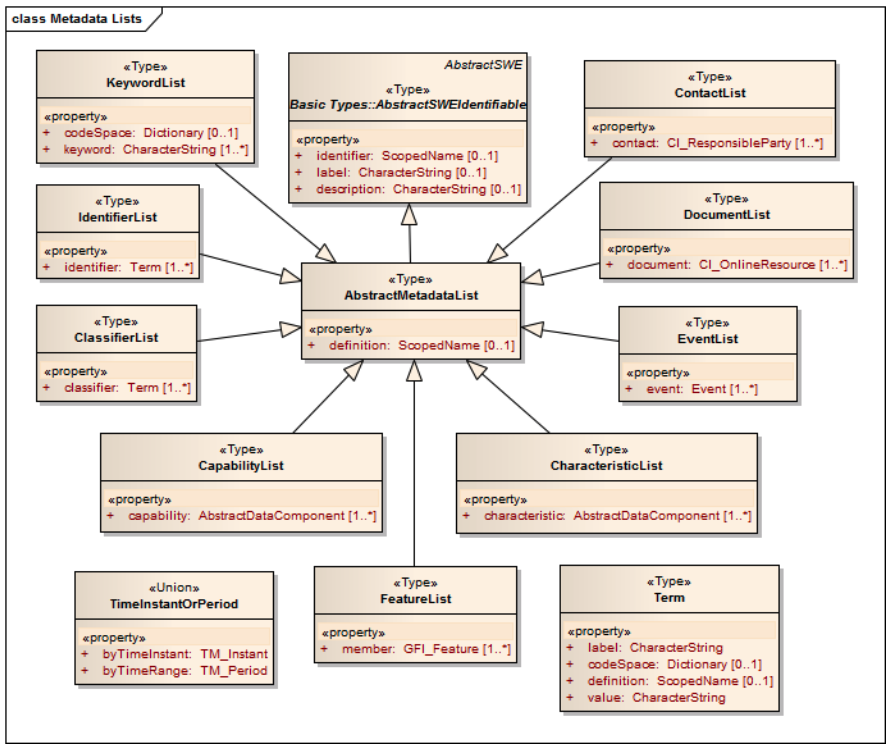 class Metadata Lists
«Type»
KeywordList
«property»
+ codeSpace: Dictionary [0..1]
+ keyword: CharacterString [1..*]
AbstractSWE
«Type»
Basic Types::AbstractSWEIdentifiable
«property»
+ identifier: ScopedName [0..1]
+ label: CharacterString [0..1]
+ description: CharacterString [0..1]
«Type»
ContactList
«property»
+ contact: CI_ResponsibleParty [1..*]
«Type»
IdentifierList
«property»
+ identifier: Term [1..*]
«Type»
DocumentList
«property»
+ document: CI_OnlineResource [1..*]
«Type»
AbstractMetadataList
«property»
+ definition: ScopedName [0..1]
«Type»
ClassifierList
«property»
+ classifier: Term [1..*]
«Type»
EventList
«property»
+ event: Event [1..*]
«Type»
CapabilityList
«property»
+ capability: AbstractDataComponent [1..*]
«Type»
CharacteristicList
«property»
+ characteristic: AbstractDataComponent [1..*]
«Union»
TimeInstantOrPeriod
«property»
+ byTimeInstant: TM_Instant
+ byTimeRange: TM_Period
«Type»
FeatureList
«property»
+ member: GFI_Feature [1..*]
«Type»
Term
«property»
+ label: CharacterString
+ codeSpace: Dictionary [0..1]
+ definition: ScopedName [0..1]
+ value: CharacterString